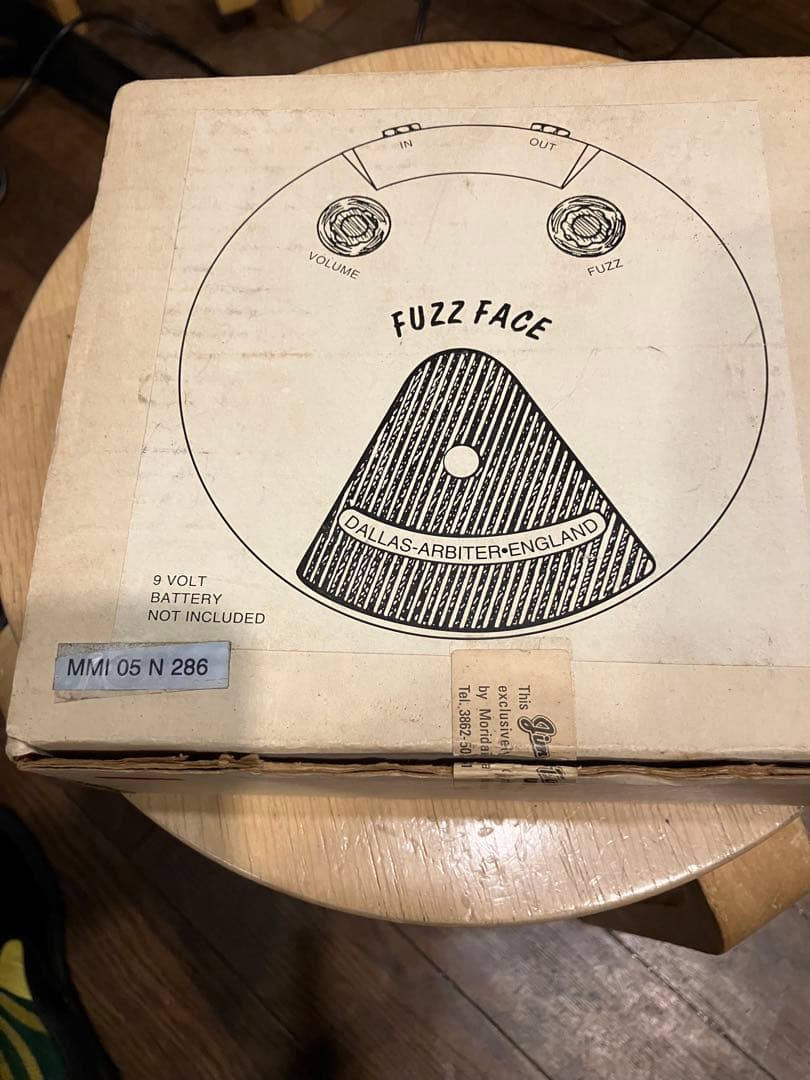 IN
OUT
VOLUME
FUZZ
FUZZ FACE
DALLAS-ARBITER•ENGLAND
9 VOLT
BATTERY
NOT INCLUDED
MMI 05 N 286
This
by
Tel.